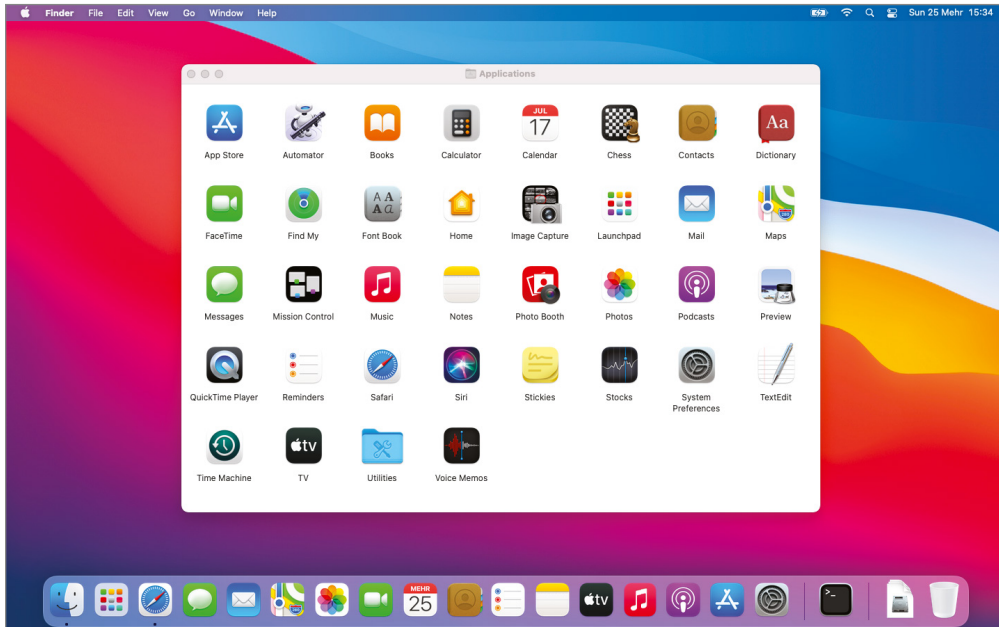 Finder File Edit View Go Window Help 62 Sun 25 Mehr 15:34
Applications
JUL
17
Aa
App Store Automator Books Calculator Calendar Chess Contacts Dictionary
A A
A a
280
FaceTime Find My Font Book Home Image Capture Launchpad Mail Maps
Messages Mission Control Music Notes Photo Booth Photos Podcasts Preview
QuickTime Player Reminders Safari Siri Stickies Stocks System Preferences TextEdit
tv
Time Machine TV Utilities Voice Memos
MEHR
25
tv
>_